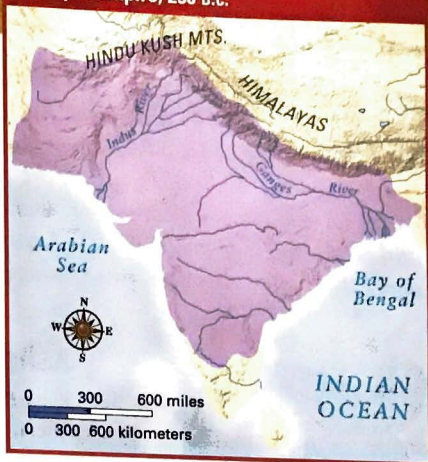 250 B.C.
HINDU KUSH MTS.
HIMALAYAS
Indus River
Ganges River
Arabian
Sea
Bay of
Bengal
N
W E
S
INDIAN
OCEAN
0 300 600 miles
0 300 600 kilometers